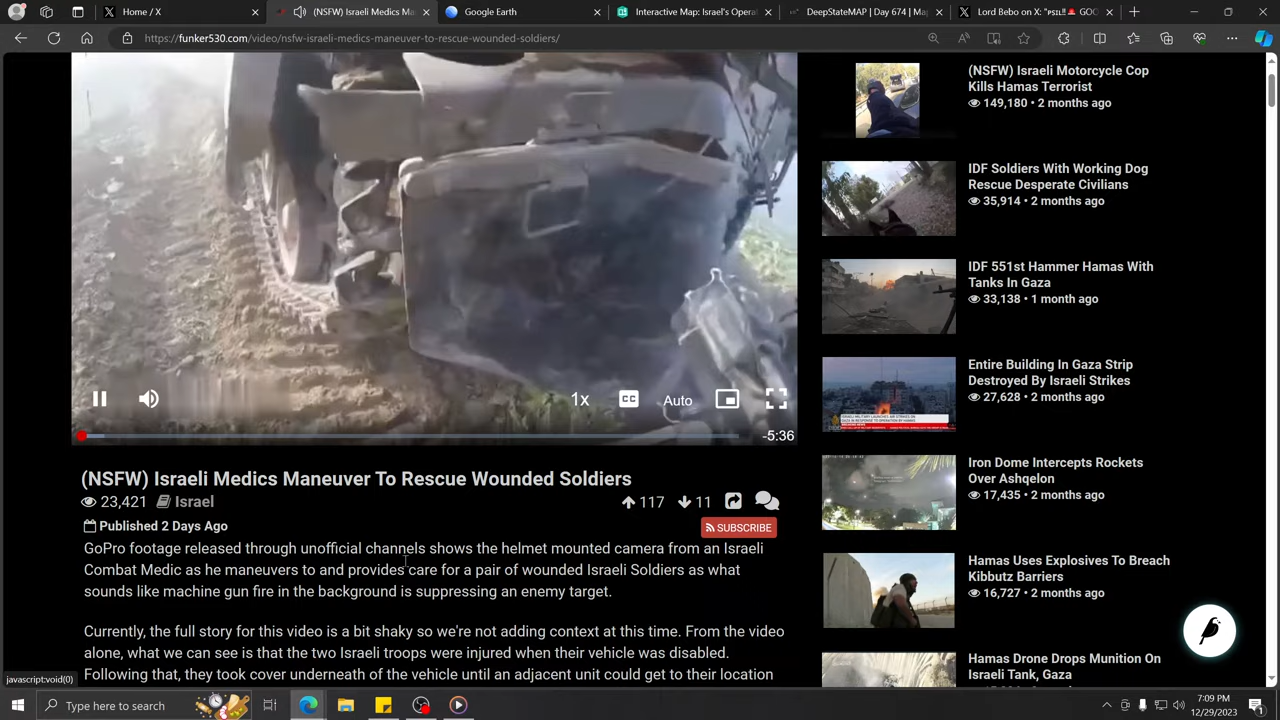 Home / X
(NSFW) Israeli Medics Ma
Google Earth
Interactive Map: Israel's Opera
DeepStateMAP | Day 674 | Ma
Lord Bebo on X: "
https://funker530.com/video/nsfw-israeli-medics-maneuver-to-rescue-wounded-soldiers/
1x
CC
Auto
-5:36
(NSFW) Israeli Medics Maneuver To Rescue Wounded Soldiers
23,421 Israel
117 11
Published 2 Days Ago
SUBSCRIBE
GoPro footage released through unofficial channels shows the helmet mounted camera from an Israeli
Combat Medic as he maneuvers to and provides care for a pair of wounded Israeli Soldiers as what
sounds like machine gun fire in the background is suppressing an enemy target.
Currently, the full story for this video is a bit shaky so we're not adding context at this time. From the video
alone, what we can see is that the two Israeli troops were injured when their vehicle was disabled.
Following that, they took cover underneath of the vehicle until an adjacent unit could get to their location
(NSFW) Israeli Motorcycle Cop
Kills Hamas Terrorist
149,180 • 2 months ago
IDF Soldiers With Working Dog
Rescue Desperate Civilians
35,914 • 2 months ago
IDF 551st Hammer Hamas With
Tanks In Gaza
33,138 • 1 month ago
Entire Building In Gaza Strip
Destroyed By Israeli Strikes
27,628 • 2 months ago
Iron Dome Intercepts Rockets
Over Ashqelon
17,435 • 2 months ago
Hamas Uses Explosives To Breach
Kibbutz Barriers
16,727 • 2 months ago
Hamas Drone Drops Munition On
Israeli Tank, Gaza
javascript:void(0)
Type here to search
7:09 PM
12/29/2023
1